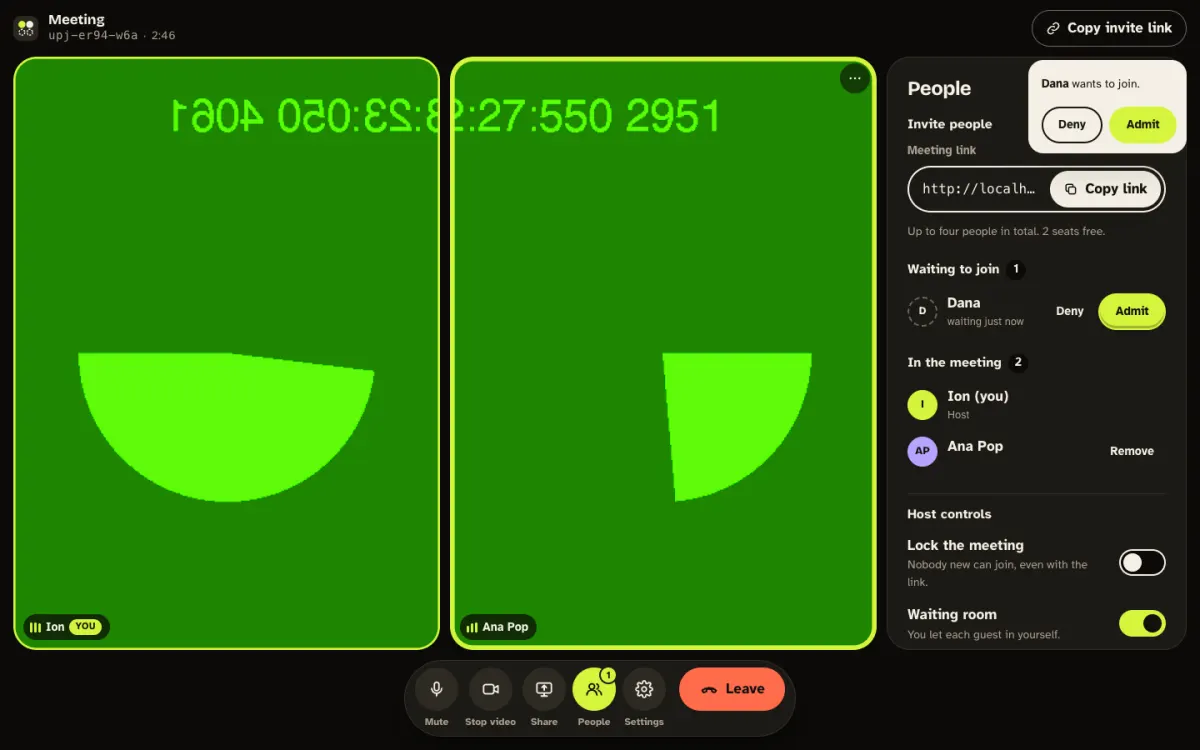 Meeting
upj-er94-w6a · 2:46
Copy invite link
:23:050 4061
:27:550 2951
Ion YOU
Ana Pop
People
Dana wants to join.
Deny
Admit
Invite people
Meeting link
http://localh…
Copy link
Up to four people in total. 2 seats free.
Waiting to join 1
D
Dana
waiting just now
Deny
Admit
In the meeting 2
I
Ion (you)
Host
AP
Ana Pop
Remove
Host controls
Lock the meeting
Nobody new can join, even with the
link.
Waiting room
You let each guest in yourself.
Mute
Stop video
Share
1
People
Settings
Leave